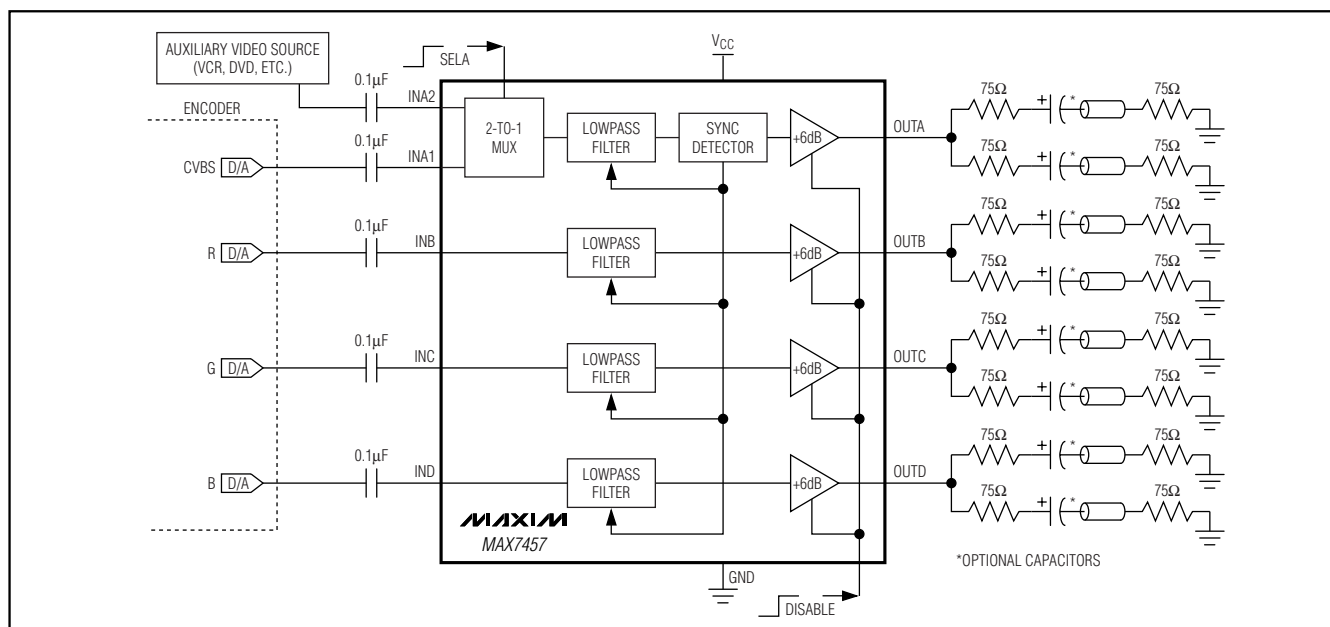 AUXILIARY VIDEO SOURCE
(VCR, DVD, ETC.)
ENCODER
0.1µF
INA2
SELA
VCC
2-TO-1
MUX
LOWPASS
FILTER
SYNC
DETECTOR
+6dB
OUTA
75Ω
+
*
75Ω
75Ω
+
*
75Ω
CVBS
D/A
0.1µF
INA1
R
D/A
0.1µF
INB
LOWPASS
FILTER
+6dB
OUTB
75Ω
+
*
75Ω
75Ω
+
*
75Ω
G
D/A
0.1µF
INC
LOWPASS
FILTER
+6dB
OUTC
75Ω
+
*
75Ω
75Ω
+
*
75Ω
B
D/A
0.1µF
IND
LOWPASS
FILTER
+6dB
OUTD
75Ω
+
*
75Ω
75Ω
+
*
75Ω
MAXIM
MAX7457
GND
DISABLE
*OPTIONAL CAPACITORS